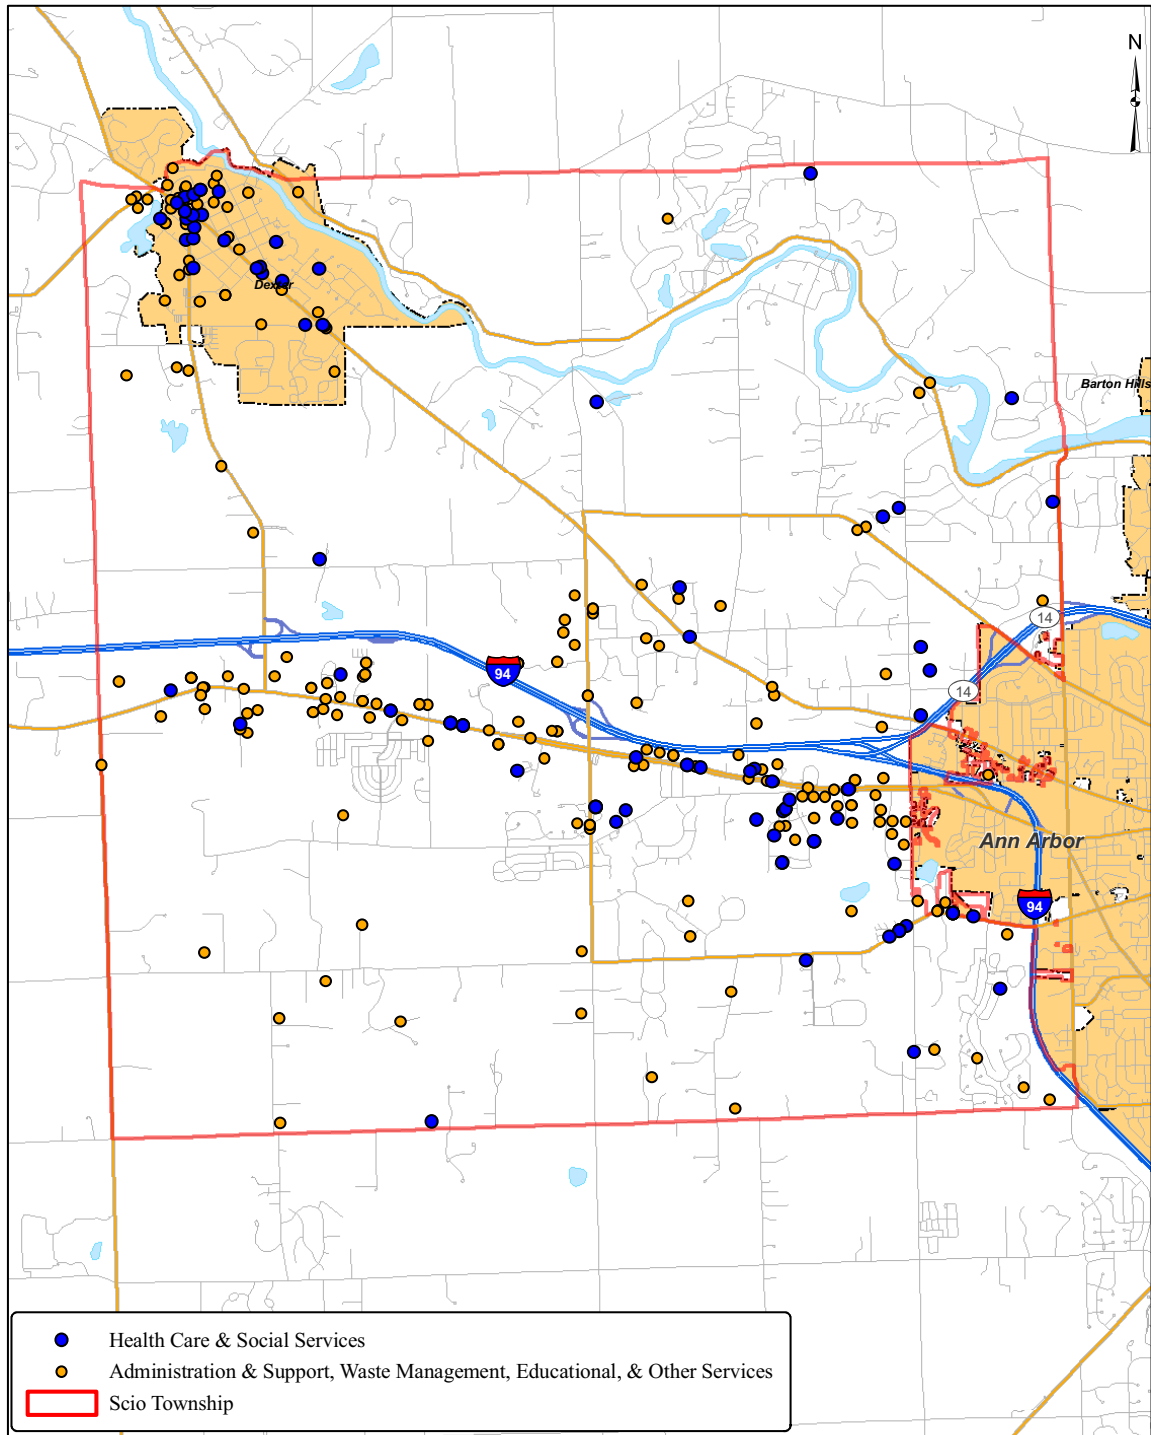 N
Dexter
Barton Hills
14
94
14
Ann Arbor
94
Health Care & Social Services
Administration & Support, Waste Management, Educational, & Other Services
Scio Township